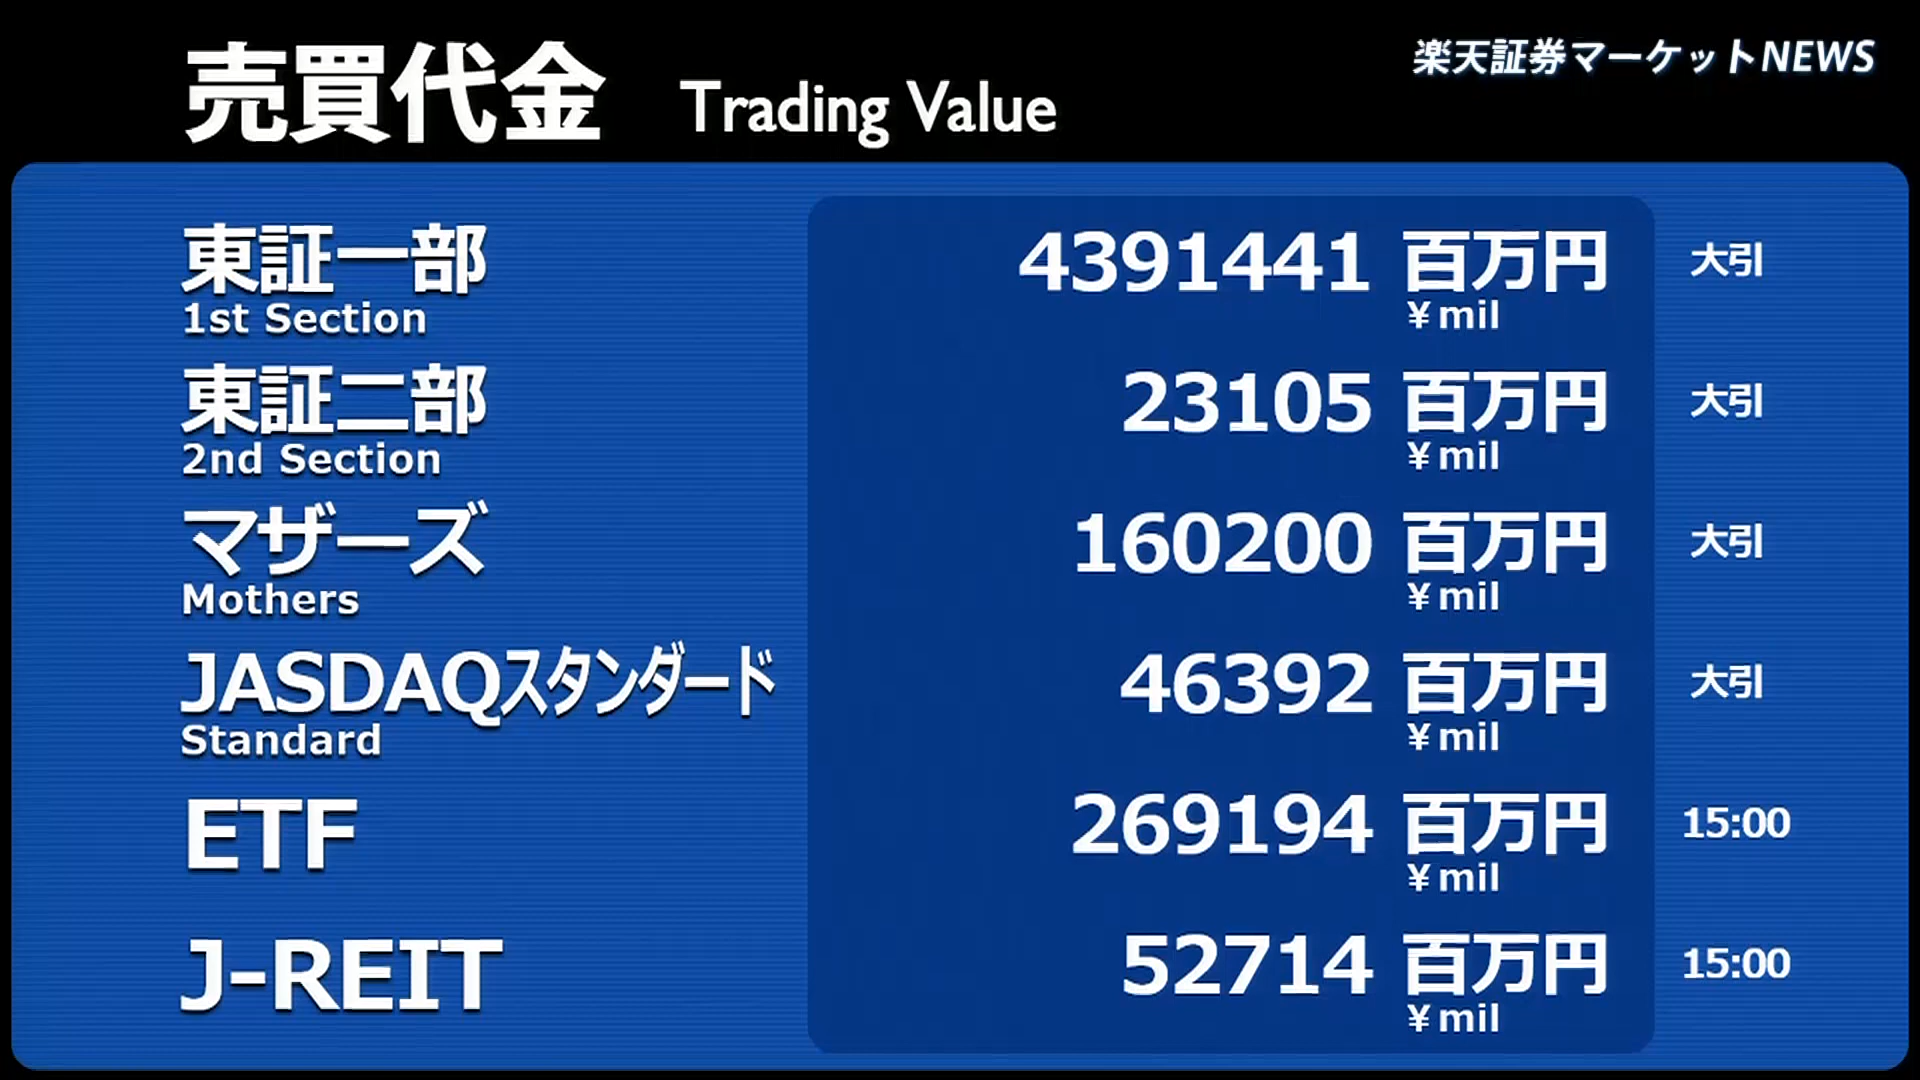 売買代金 Trading Value
楽天証券マーケットNEWS
東証一部 4391441 百万円 大引
1st Section ¥mil
東証二部 23105 百万円 大引
2nd Section ¥mil
マザーズ 160200 百万円 大引
Mothers ¥mil
JASDAQスタンダード 46392 百万円 大引
Standard ¥mil
ETF 269194 百万円 15:00
¥mil
J-REIT 52714 百万円 15:00
¥mil